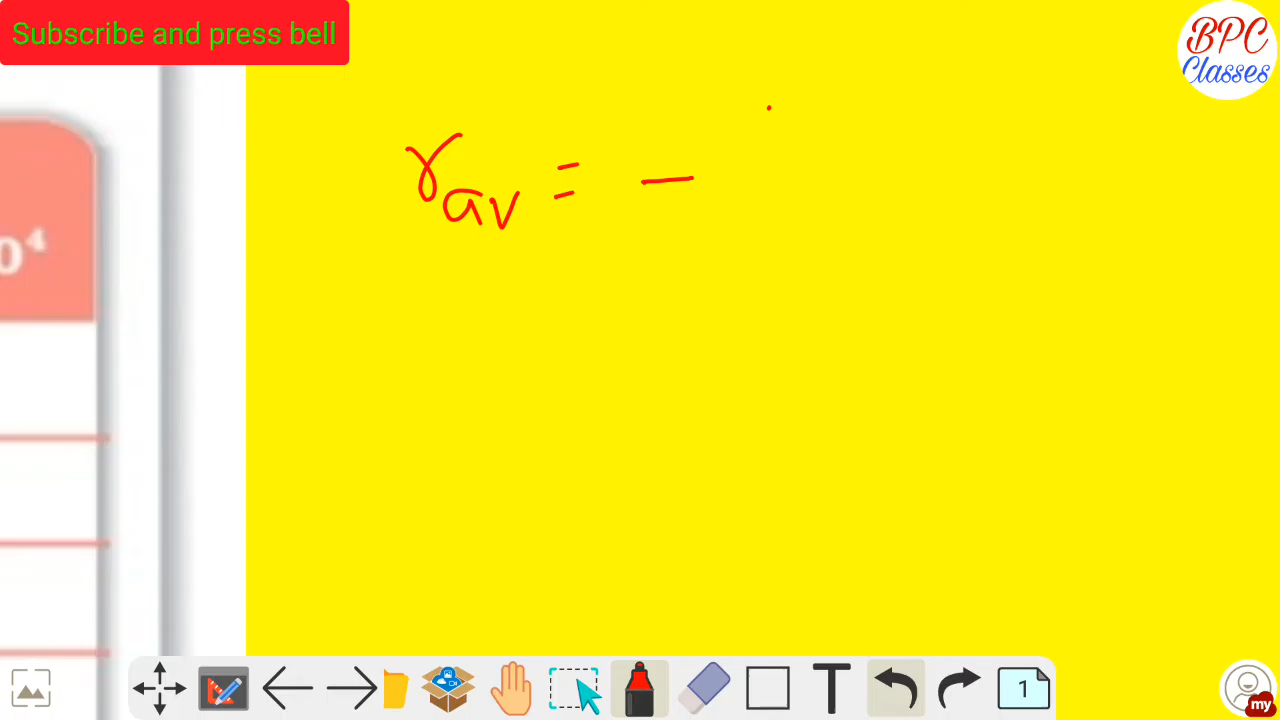 Subscribe and press bell
BPC
Classes
r_av = -
0⁴
1
my